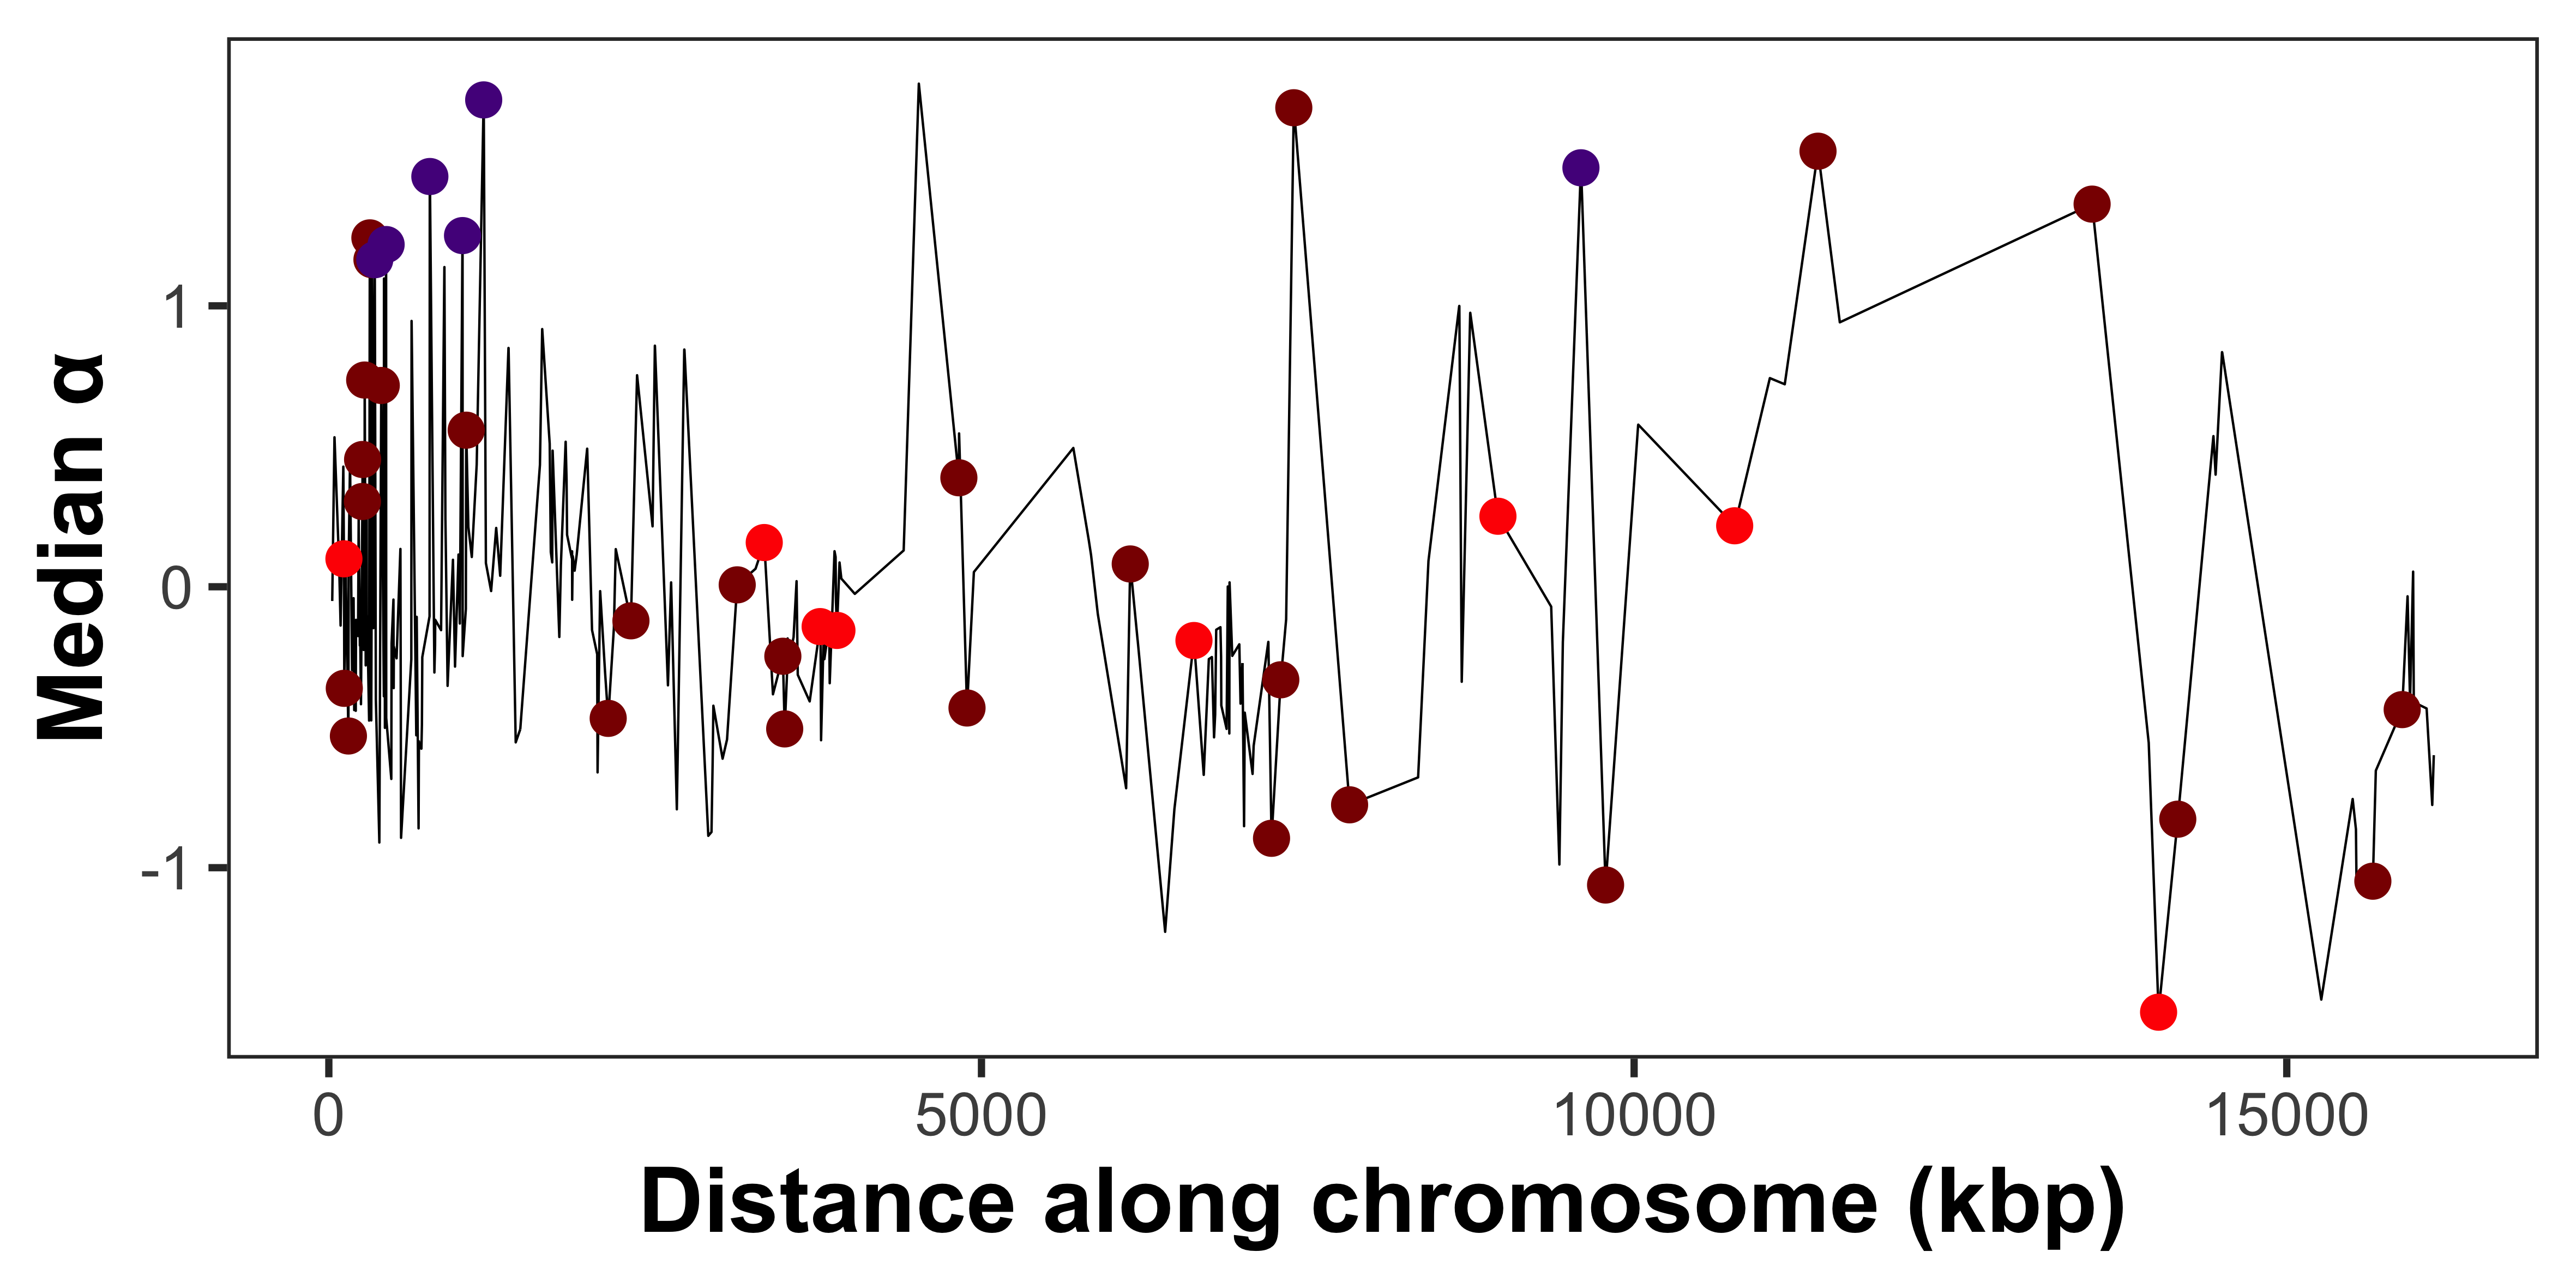 Median α
1
0
-1
0 5000 10000 15000
Distance along chromosome (kbp)